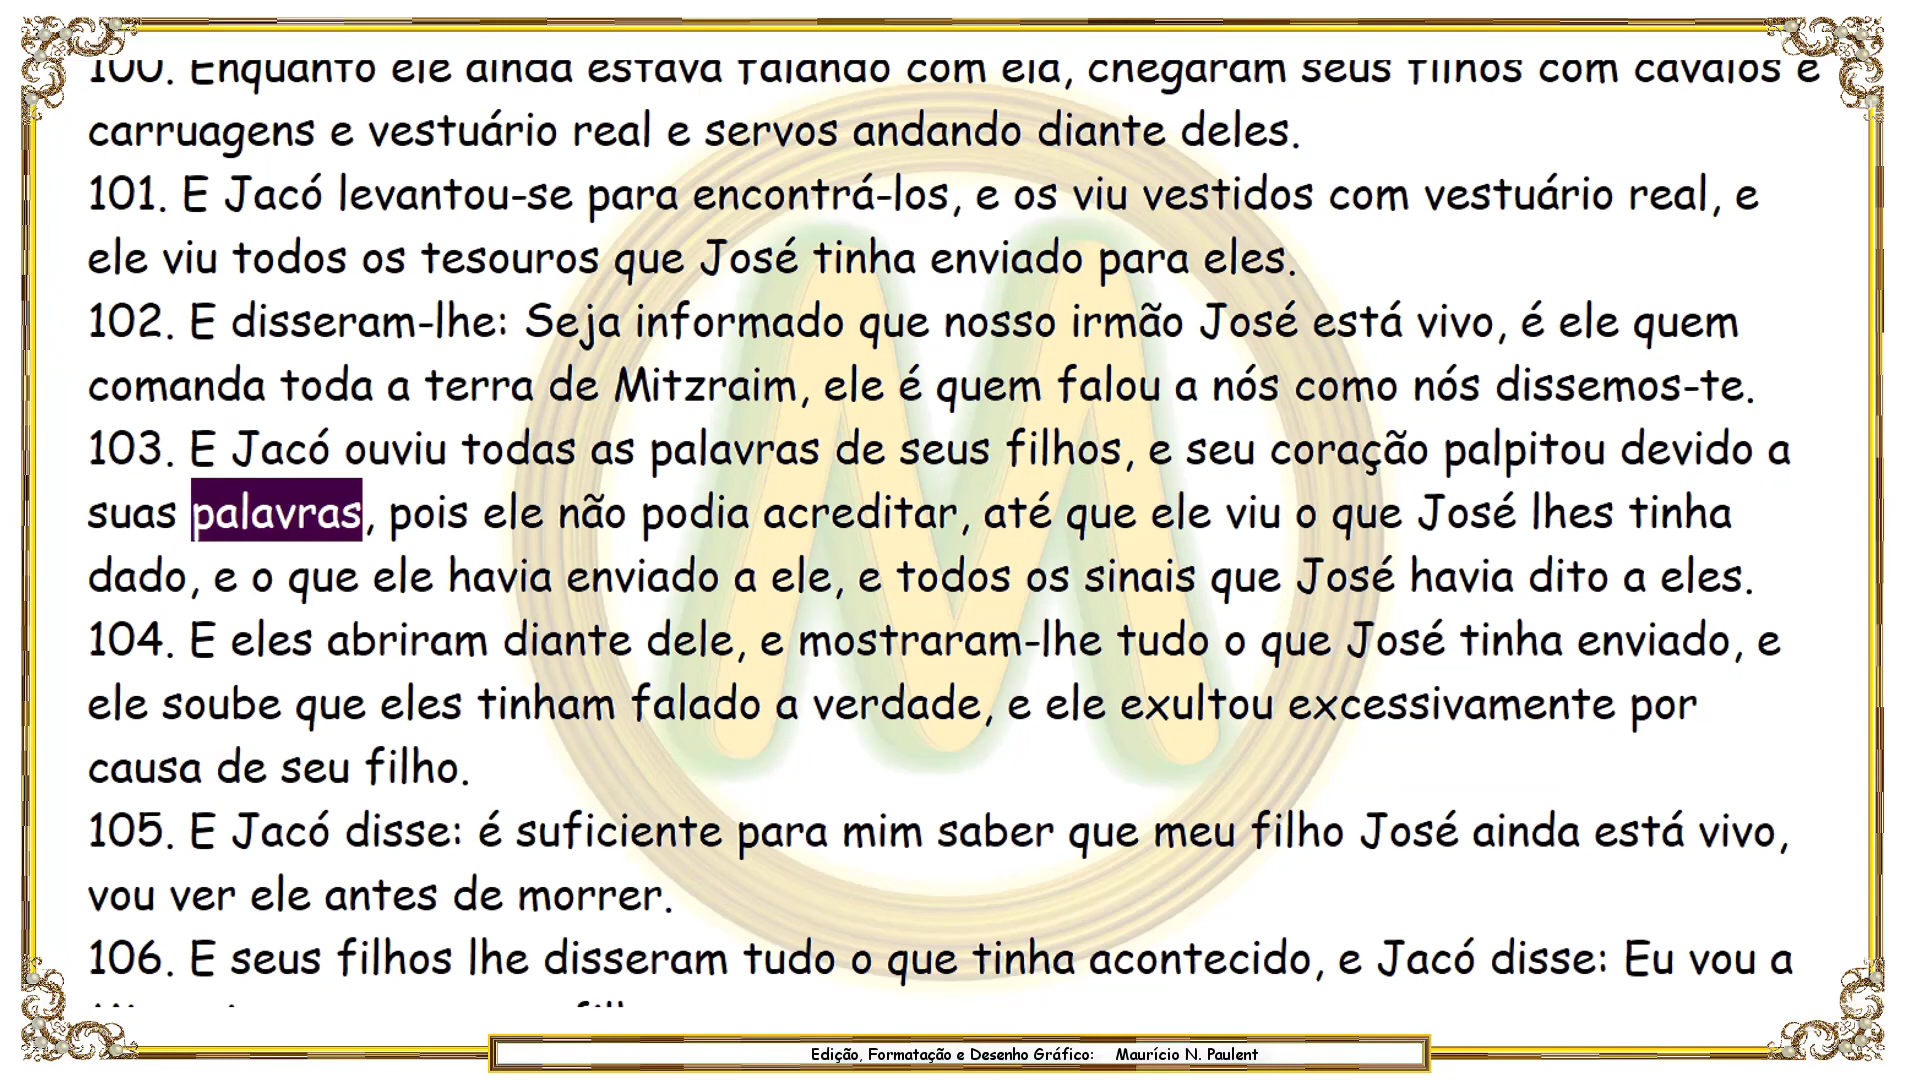 100. Enquanto ele ainda estava falando com ela, chegaram seus filhos com cavalos e
carruagens e vestuário real e servos andando diante deles.
101. E Jacó levantou-se para encontrá-los, e os viu vestidos com vestuário real, e
ele viu todos os tesouros que José tinha enviado para eles.
102. E disseram-lhe: Seja informado que nosso irmão José está vivo, é ele quem
comanda toda a terra de Mitzraim, ele é quem falou a nós como nós dissemos-te.
103. E Jacó ouviu todas as palavras de seus filhos, e seu coração palpitou devido a
suas palavras, pois ele não podia acreditar, até que ele viu o que José lhes tinha
dado, e o que ele havia enviado a ele, e todos os sinais que José havia dito a eles.
104. E eles abriram diante dele, e mostraram-lhe tudo o que José tinha enviado, e
ele soube que eles tinham falado a verdade, e ele exultou excessivamente por
causa de seu filho.
105. E Jacó disse: é suficiente para mim saber que meu filho José ainda está vivo,
vou ver ele antes de morrer.
106. E seus filhos lhe disseram tudo o que tinha acontecido, e Jacó disse: Eu vou a
Edição, Formatação e Desenho Gráfico: Maurício N. Paulent